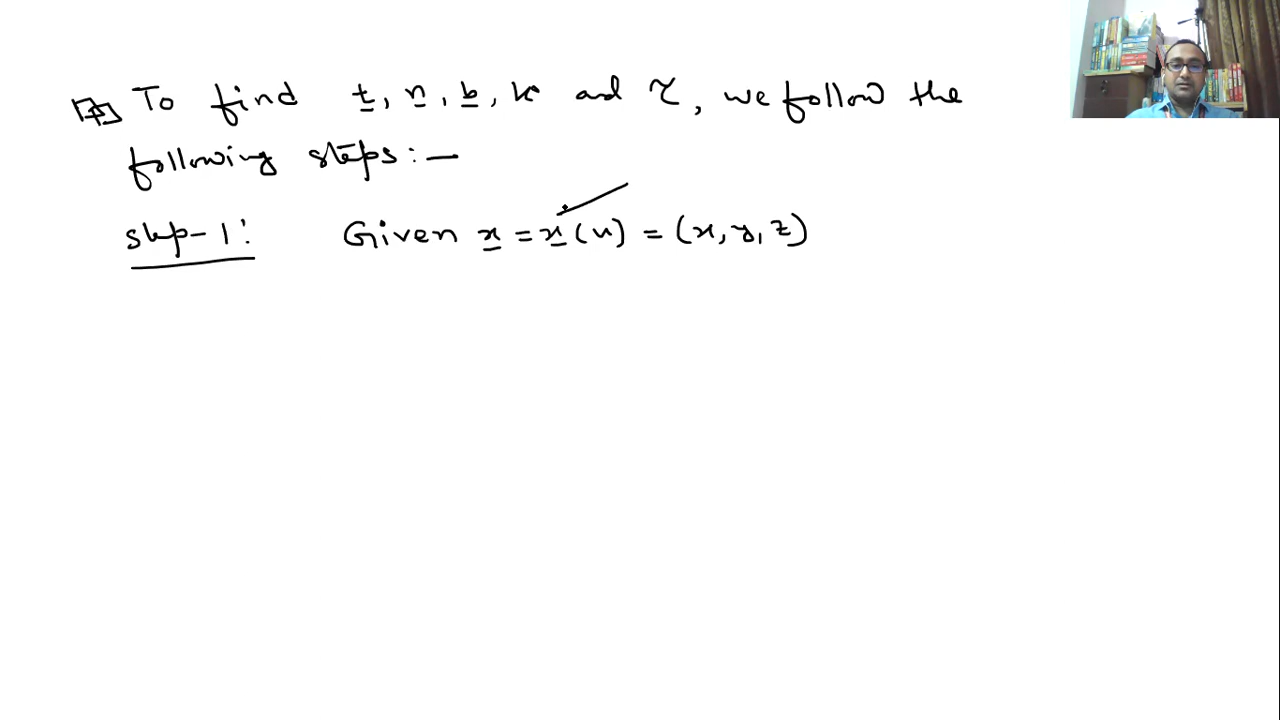 To find t, n, b, κ and τ, we follow the
following steps:—
step-1: Given x = x(u) = (x, y, z)